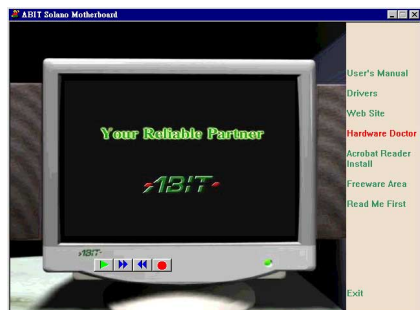 ABIT Solano Motherboard
User's Manual
Drivers
Web Site
Your Reliable Partner
Hardware Doctor
Acrobat Reader
Install
ABIT
Freeware Area
Read Me First
ABIT
Exit